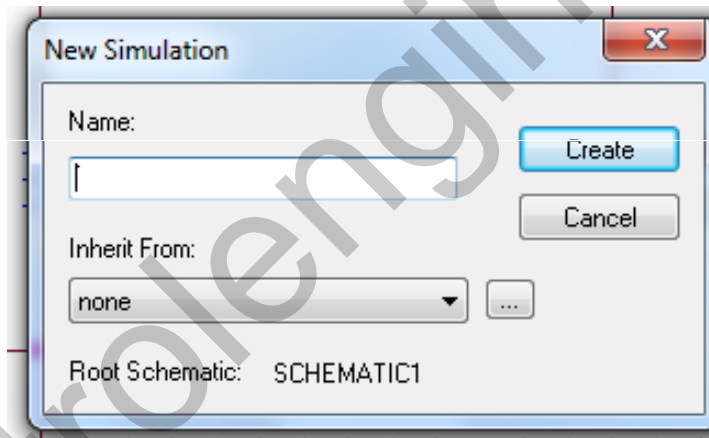 New Simulation
Name:
Create
Cancel
Inherit From:
none
...
Root Schematic: SCHEMATIC1